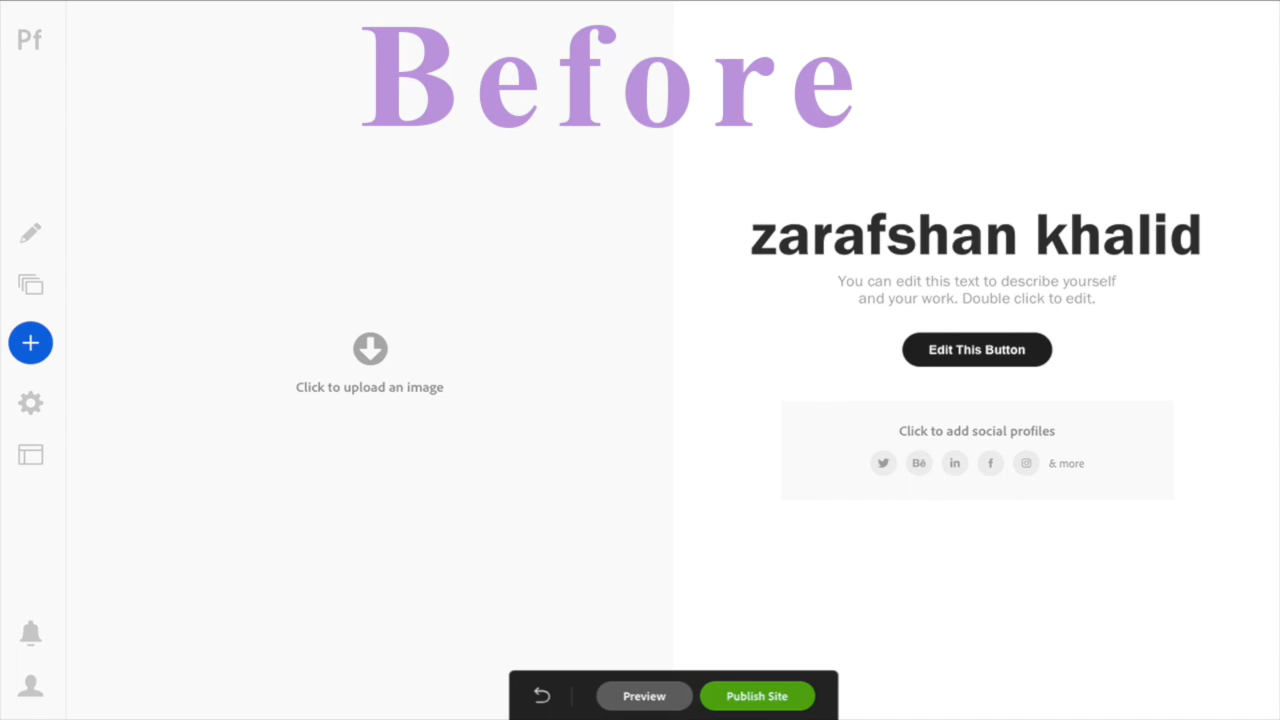 Pf
Before
zarafshan khalid
You can edit this text to describe yourself
and your work. Double click to edit.
Edit This Button
Click to upload an image
Click to add social profiles
Bē in f & more
Preview
Publish Site